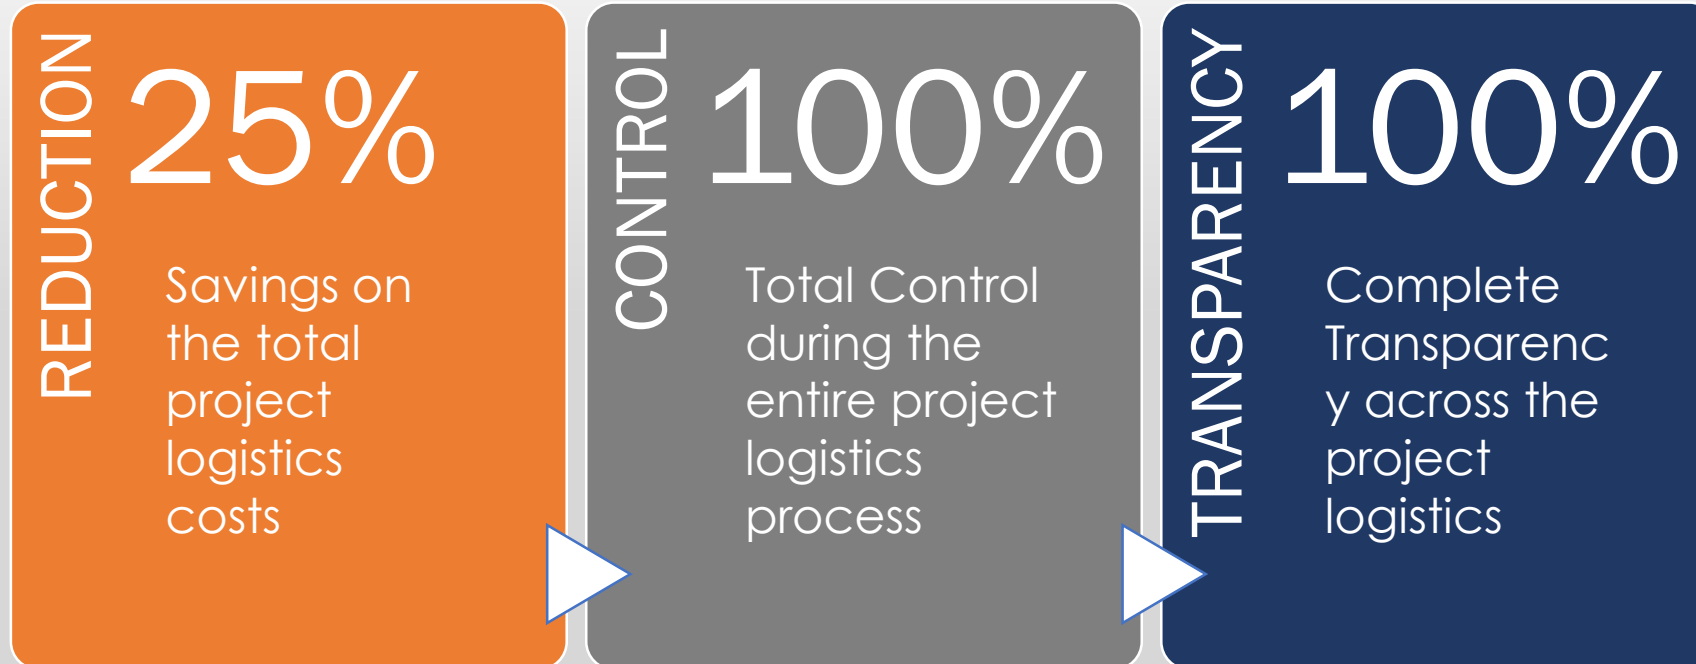 REDUCTION
25%
Savings on
the total
project
logistics
costs
CONTROL
100%
Total Control
during the
entire project
logistics
process
TRANSPARENCY
100%
Complete
Transparenc
y across the
project
logistics